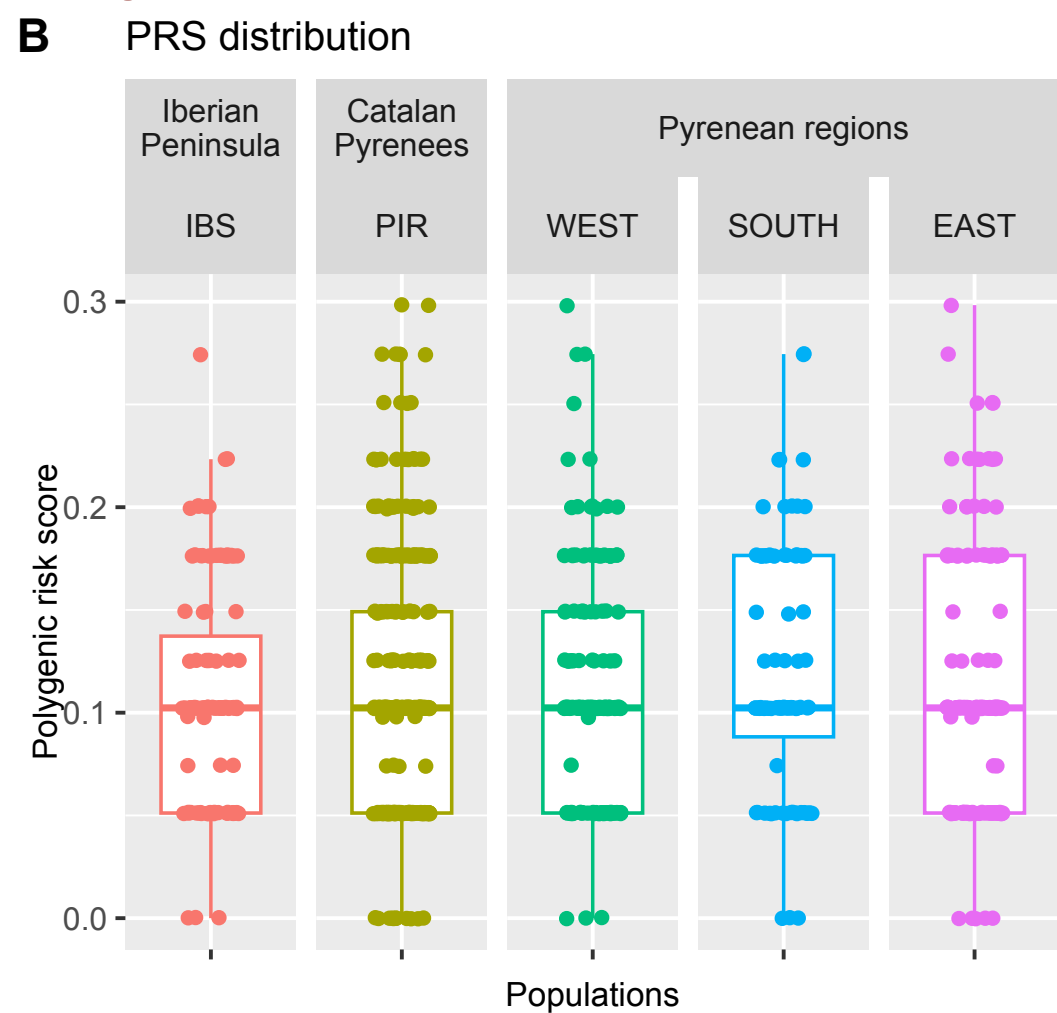 B PRS distribution
Iberian
Peninsula
Catalan
Pyrenees
Pyrenean regions
IBS
PIR
WEST
SOUTH
EAST
0.3
0.2
0.1
0.0
Polygenic risk score
Populations